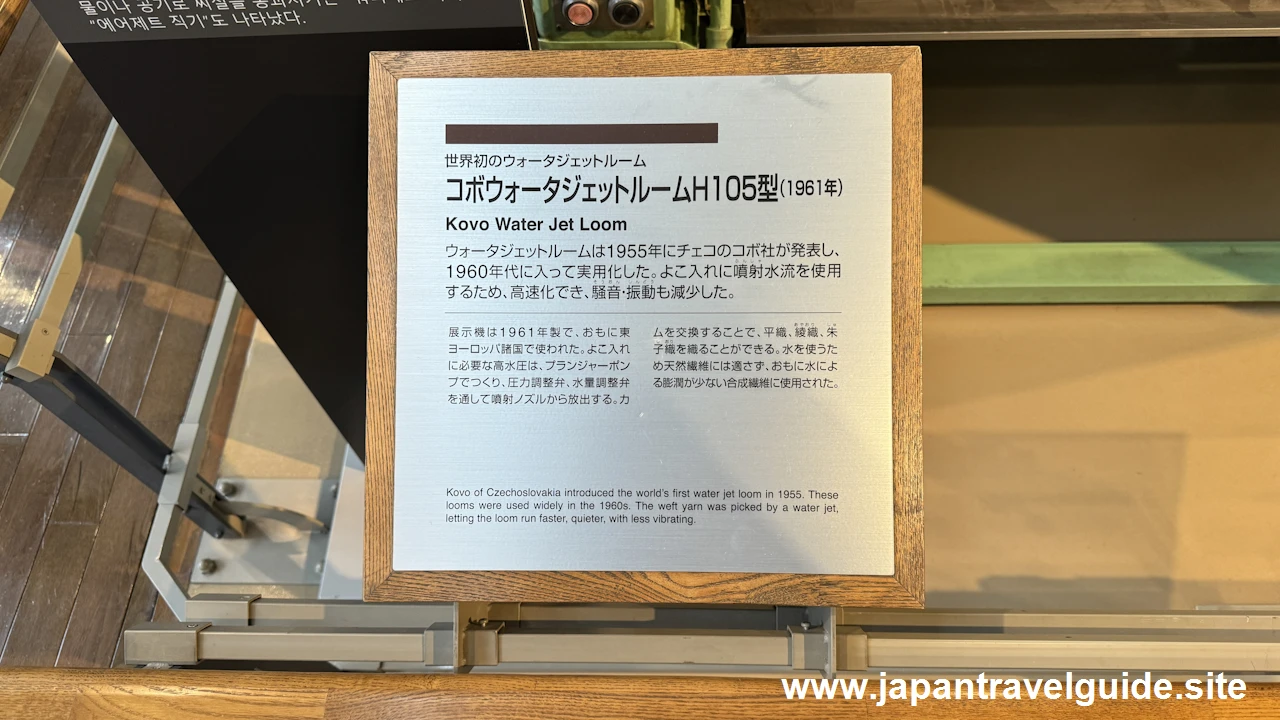 "에어제트 직기"도 나타났다.
世界初のウォータジェットルーム
コボウォータジェットルームH105型(1961年)
Kovo Water Jet Loom
ウォータジェットルームは1955年にチェコのコボ社が発表し、
1960年代に入って実用化した。よこ入れに噴射水流を使用
するため、高速化でき、騒音・振動も減少した。
展示機は1961年製で、おもに東
ヨーロッパ諸国で使われた。よこ入れ
に必要な高水圧は、プランジャーポン
プでつくり、圧力調整弁、水量調整弁
を通して噴射ノズルから放出する。カ
ムを交換することで、平織、綾織、朱
子織を織ることができる。水を使うた
め天然繊維には適さず、おもに水によ
る膨潤が少ない合成繊維に使用された。
Kovo of Czechoslovakia introduced the world's first water jet loom in 1955. These
looms were used widely in the 1960s. The weft yarn was picked by a water jet,
letting the loom run faster, quieter, with less vibrating.
www.japantravelguide.site